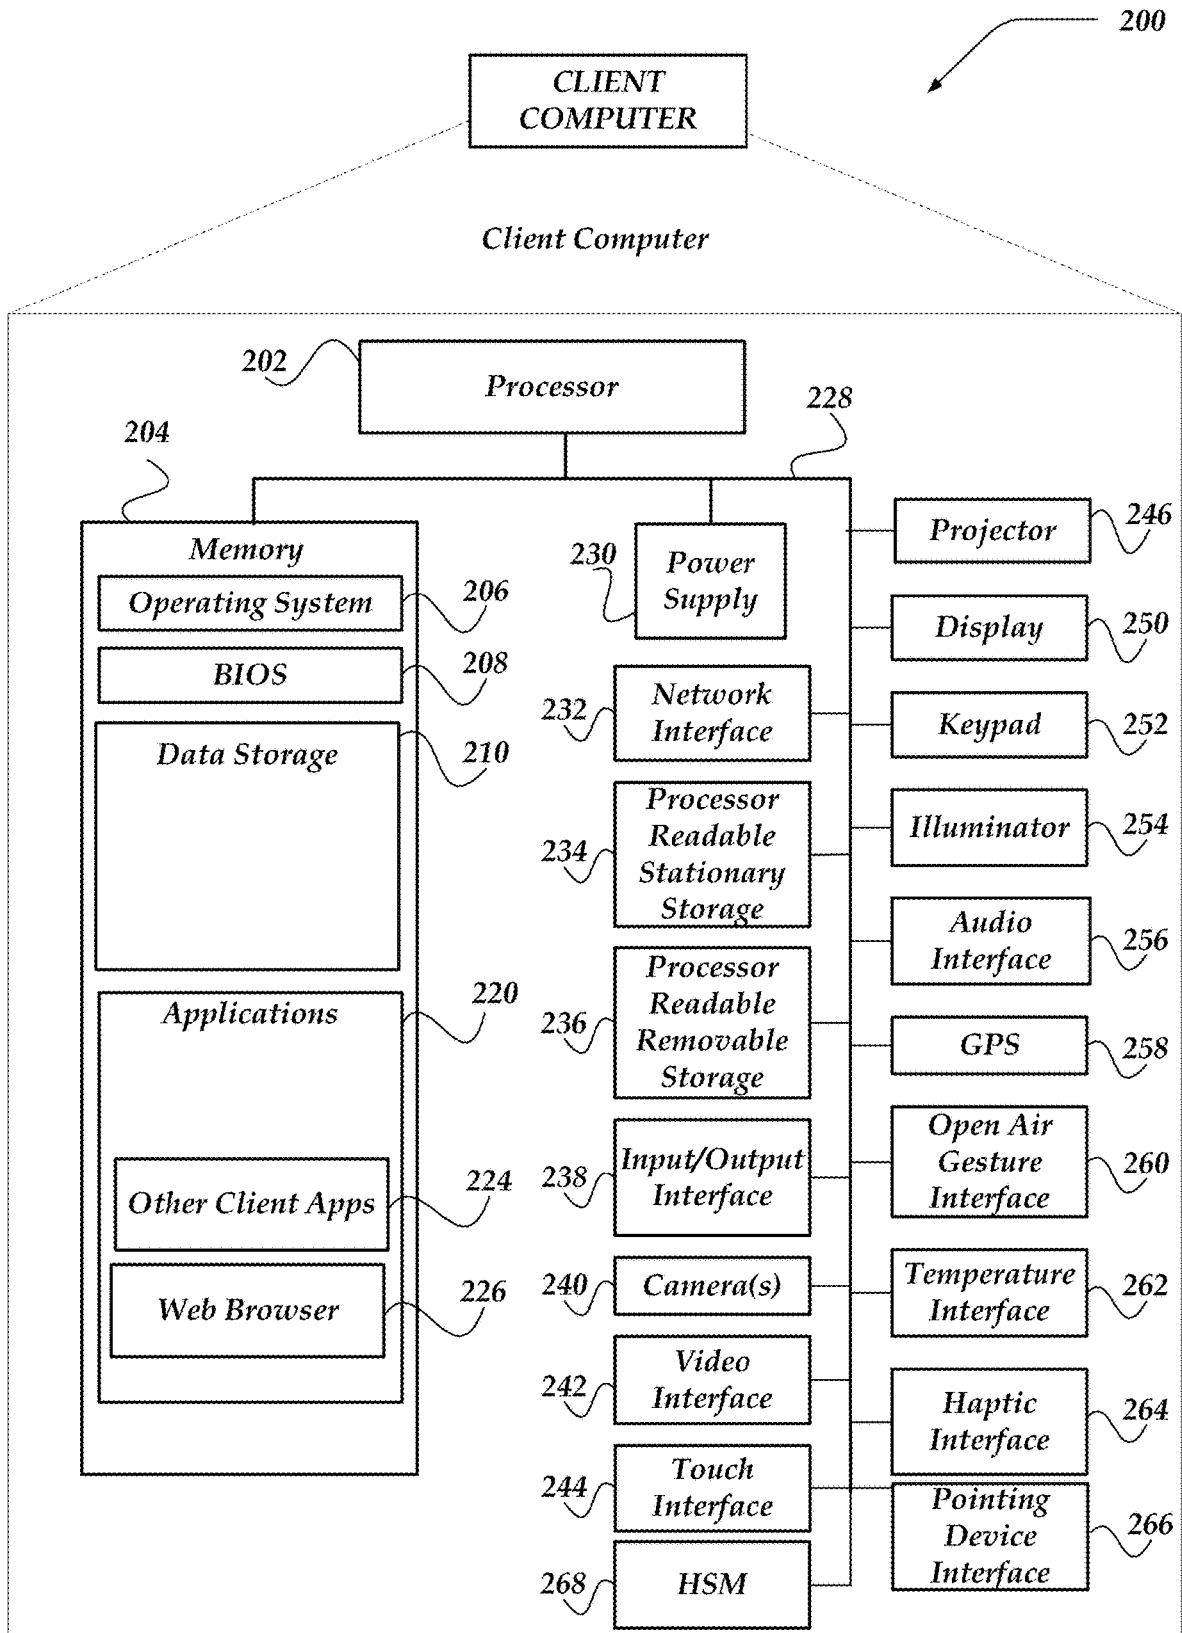 200
CLIENT
COMPUTER
Client Computer
202
Processor
228
204
Memory
Operating System
206
BIOS
208
Data Storage
210
Applications
220
Other Client Apps
224
Web Browser
226
230
Power
Supply
232
Network
Interface
234
Processor
Readable
Stationary
Storage
236
Processor
Readable
Removable
Storage
238
Input/Output
Interface
240
Camera(s)
242
Video
Interface
244
Touch
Interface
268
HSM
Projector
246
Display
250
Keypad
252
Illuminator
254
Audio
Interface
256
GPS
258
Open Air
Gesture
Interface
260
Temperature
Interface
262
Haptic
Interface
264
Pointing
Device
Interface
266